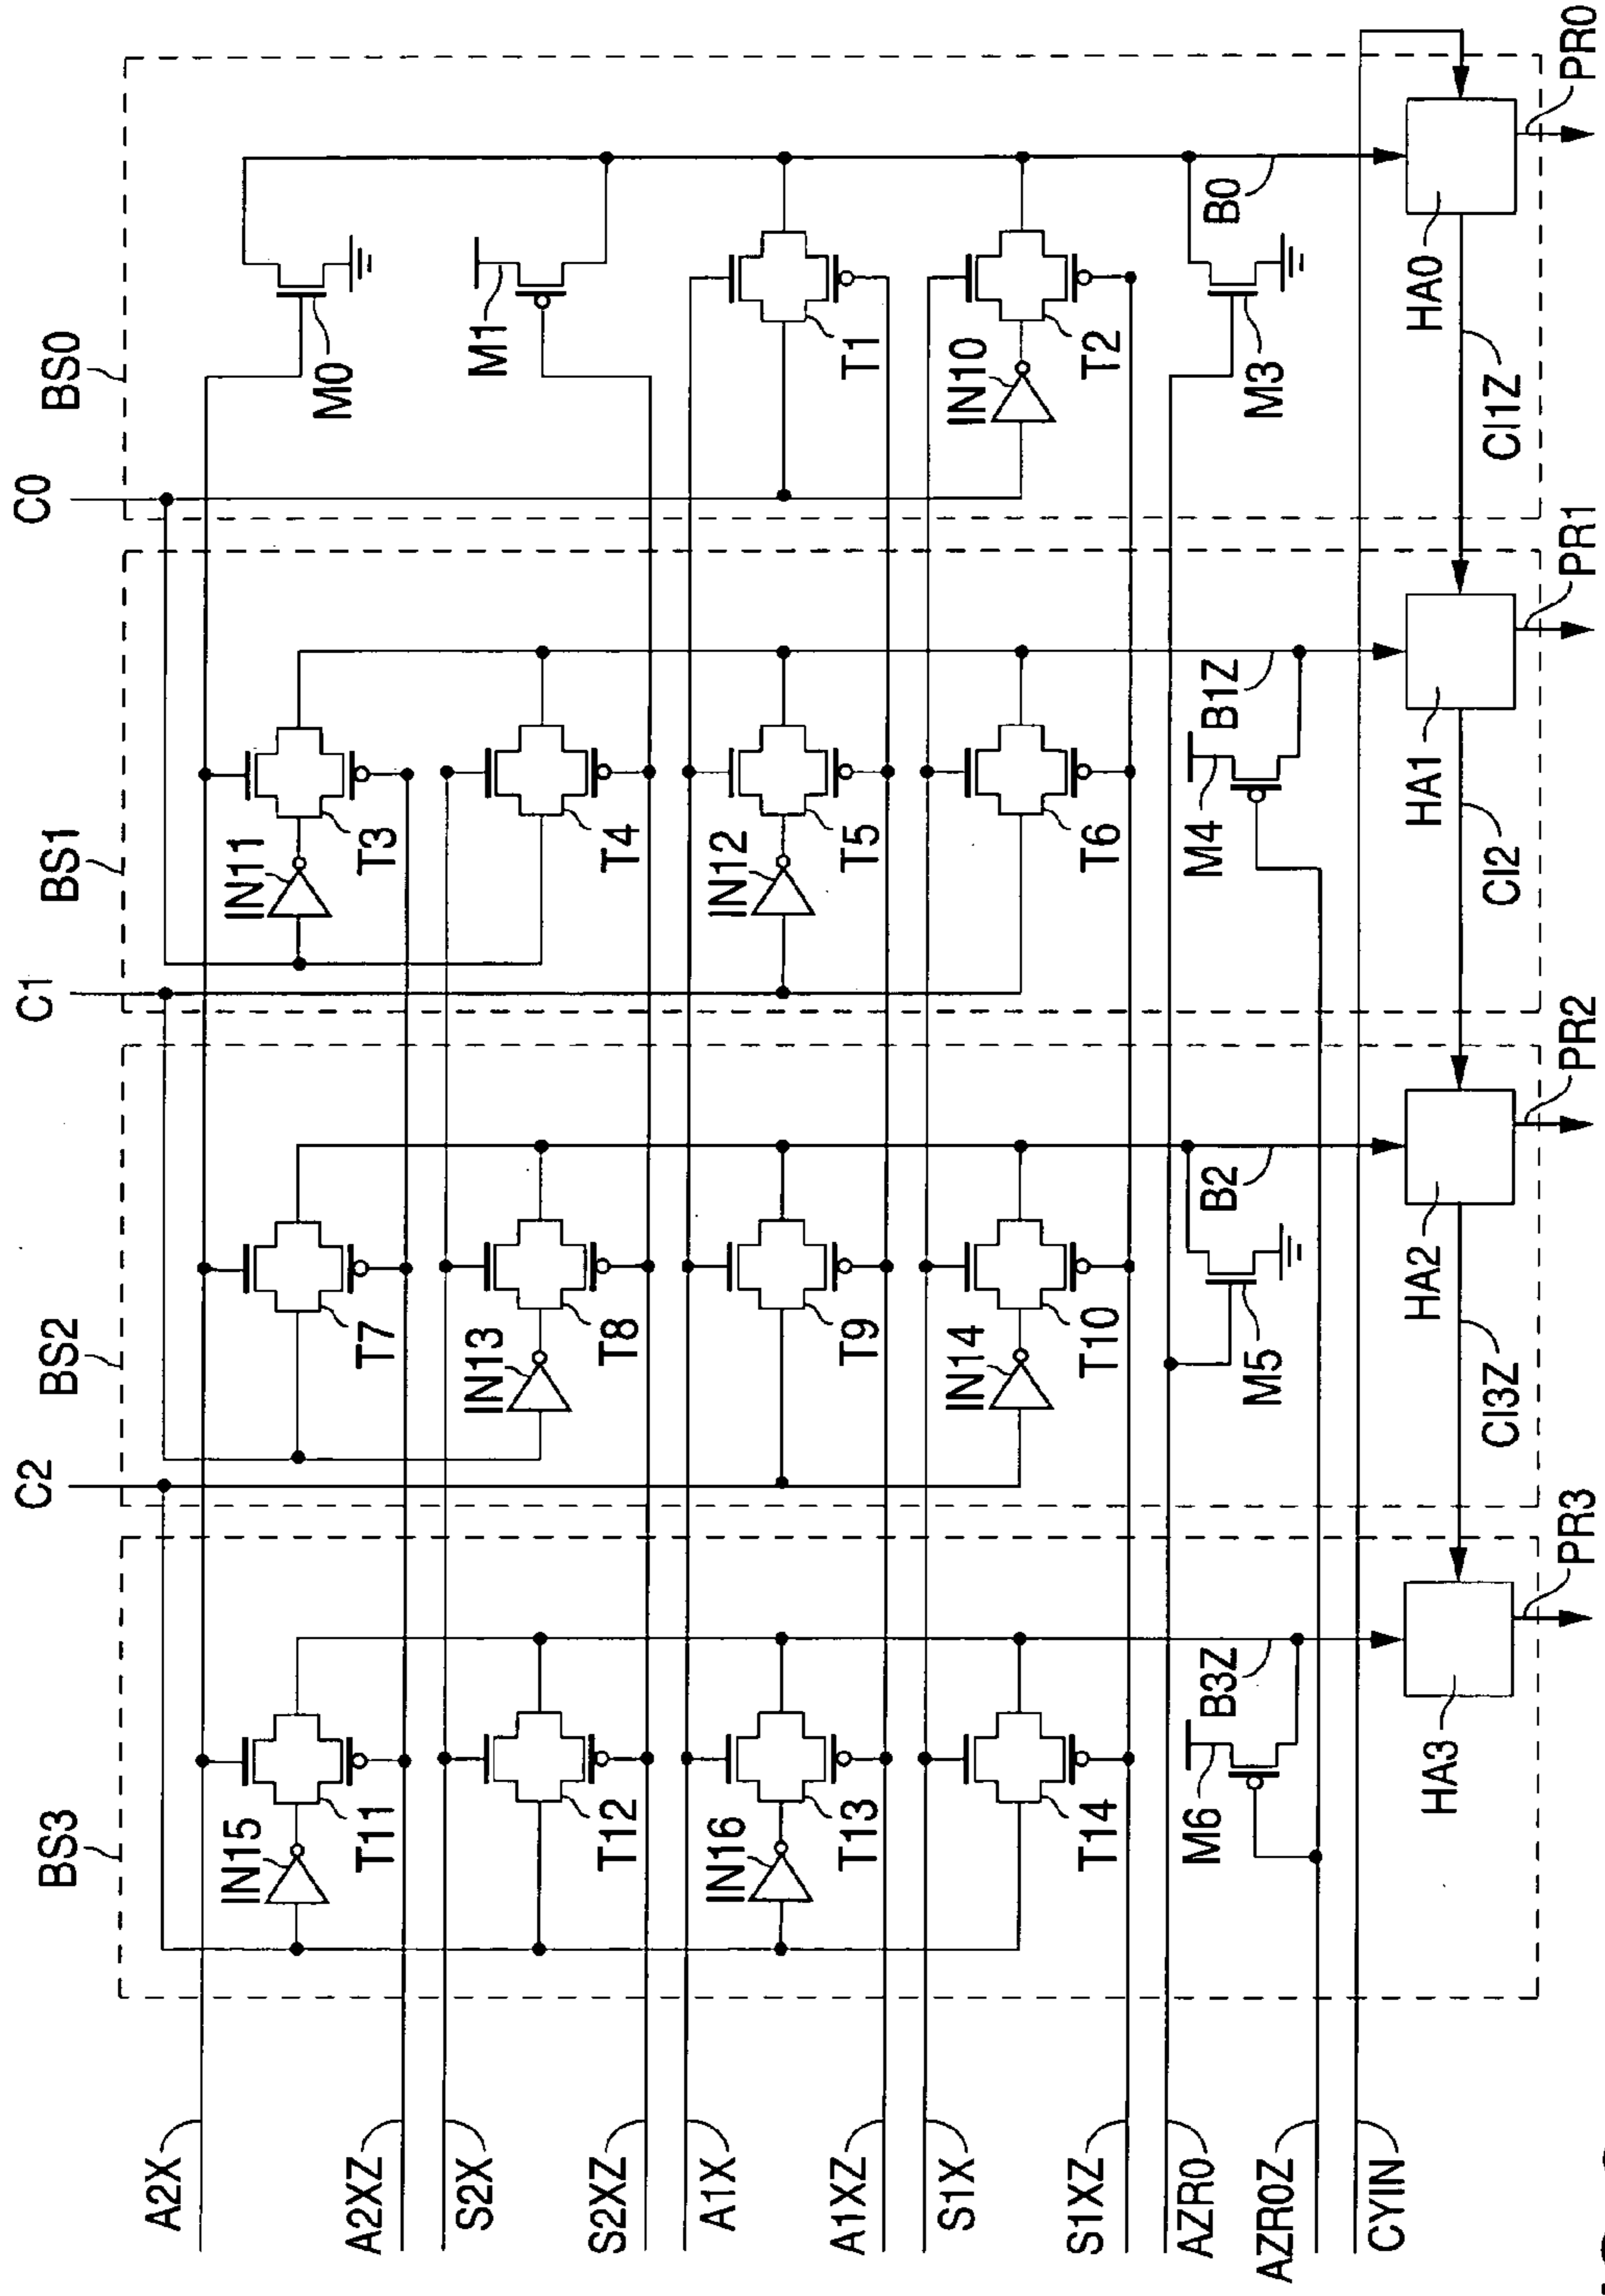 C0
C1
C2
BS0
BS1
BS2
BS3
M0
M1
T1
IN10
T2
M3
B0
HA0
CI1Z
PR0
IN11
T3
T4
IN12
T5
T6
M4
B1Z
HA1
CI2
PR1
T7
IN13
T8
T9
IN14
T10
M5
B2
HA2
CI3Z
PR2
IN15
T11
T12
IN16
T13
T14
M6
B3Z
HA3
PR3
A2X
A2XZ
S2X
S2XZ
A1X
A1XZ
S1X
S1XZ
AZR0
AZR0Z
CYIN